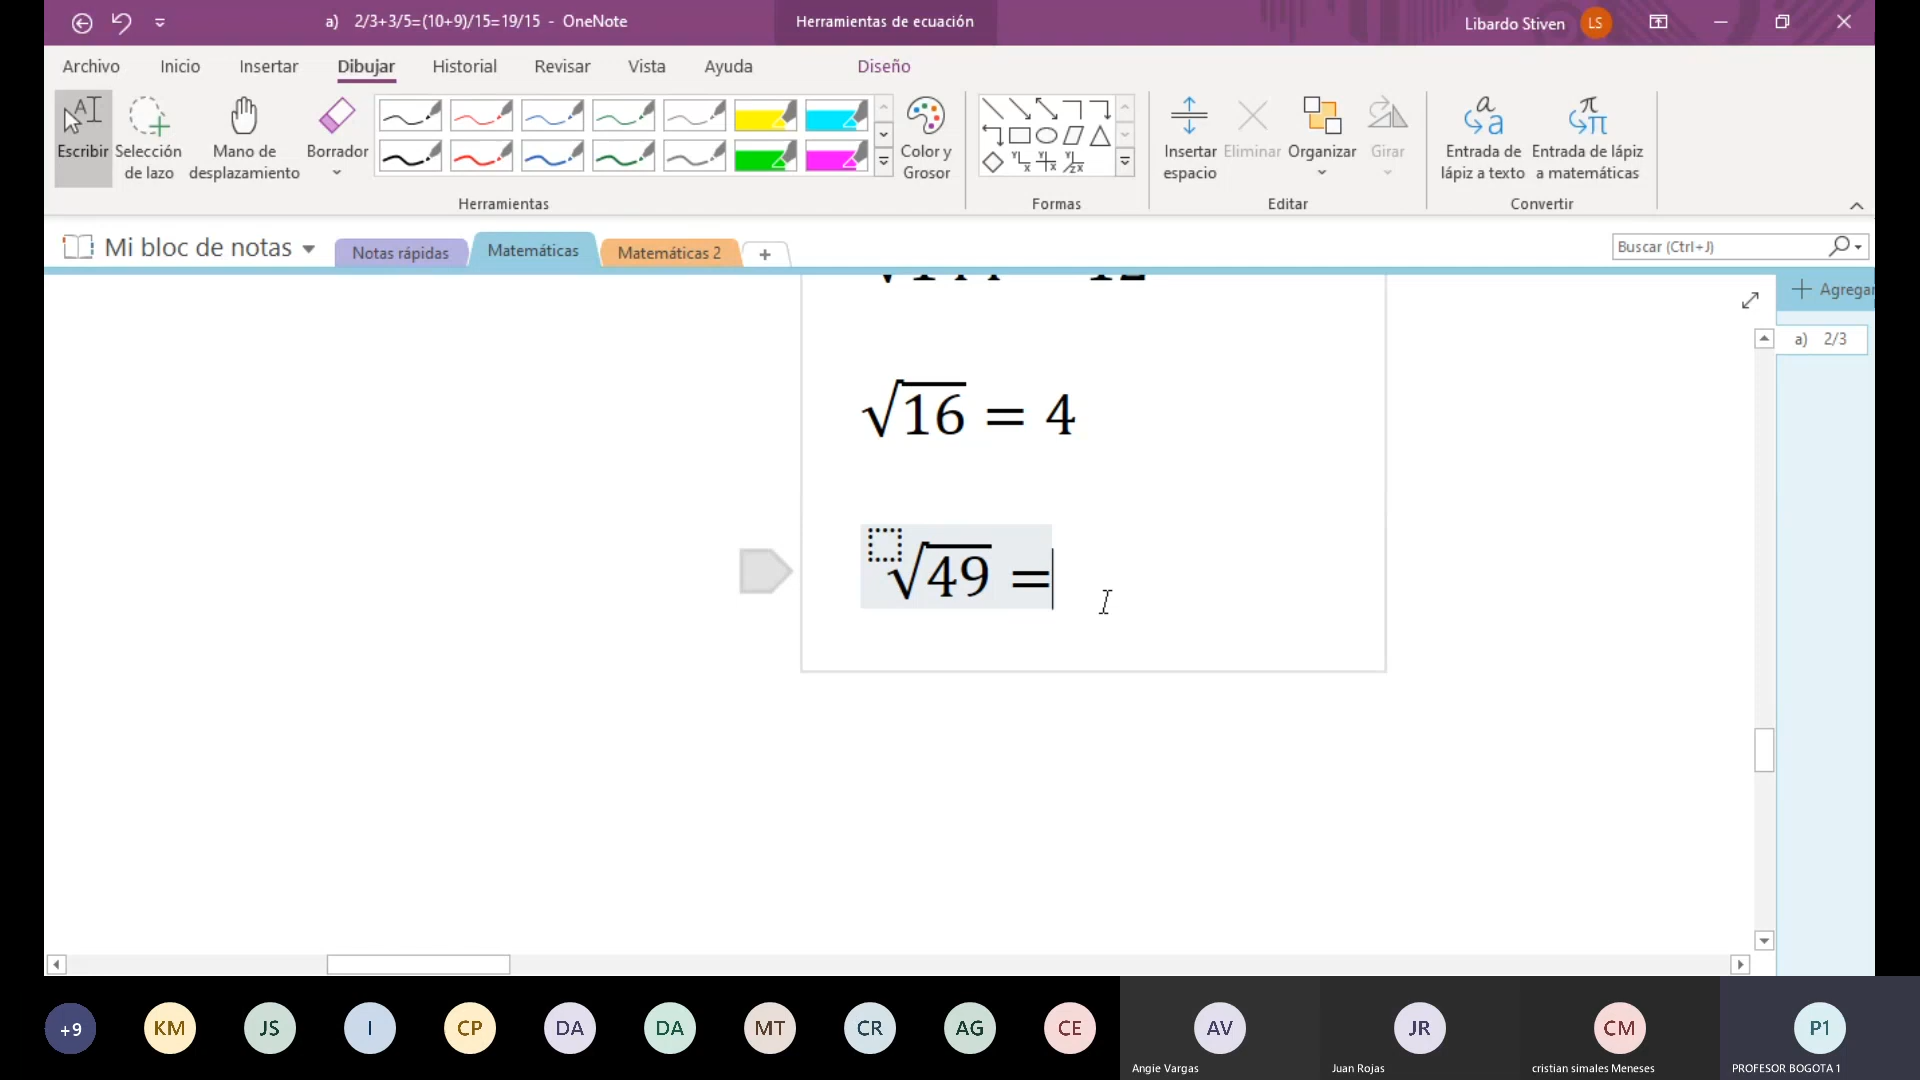 a) 2/3+3/5=(10+9)/15=19/15 - OneNote
Herramientas de ecuación
Libardo Stiven
LS
Archivo
Inicio
Insertar
Dibujar
Historial
Revisar
Vista
Ayuda
Diseño
Escribir
Selección de lazo
Mano de desplazamiento
Borrador
Color y Grosor
Insertar espacio
Eliminar
Organizar
Girar
Entrada de lápiz a texto
Entrada de lápiz a matemáticas
Herramientas
Formas
Editar
Convertir
Mi bloc de notas
Notas rápidas
Matemáticas
Matemáticas 2
Buscar (Ctrl+J)
Agregar
a) 2/3
√16 = 4
√49 =
+9
KM
JS
I
CP
DA
DA
MT
CR
AG
CE
AV
JR
CM
P1
Angie Vargas
Juan Rojas
cristian simales Meneses
PROFESOR BOGOTA 1